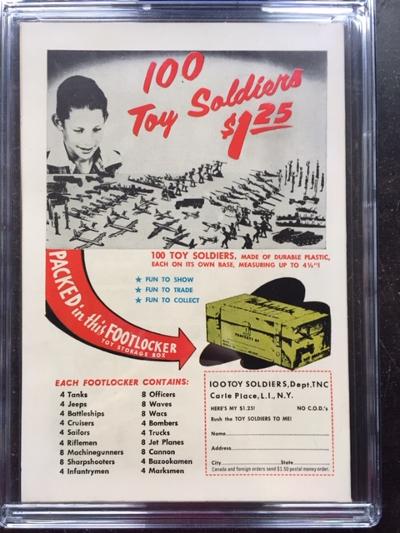 100
Toy Soldiers
$1.25
100 TOY SOLDIERS, MADE OF DURABLE PLASTIC,
EACH ON ITS OWN BASE, MEASURING UP TO 4½"!
★ FUN TO SHOW
★ FUN TO TRADE
★ FUN TO COLLECT
PACKED in this FOOTLOCKER
TOY STORAGE BOX
PROPERTY OF
EACH FOOTLOCKER CONTAINS:
4 Tanks
4 Jeeps
4 Battleships
4 Cruisers
4 Sailors
4 Riflemen
8 Machinegunners
8 Sharpshooters
4 Infantrymen
8 Officers
8 Waves
8 Wacs
4 Bombers
4 Trucks
8 Jet Planes
8 Cannon
4 Bazookamen
4 Marksmen
100 TOY SOLDIERS, Dept. TNC
Carle Place, L.I., N.Y.
HERE'S MY $1.25! NO C.O.D.'s
Rush the TOY SOLDIERS TO ME!
Name
Address
City State
Canada and foreign orders send $1.50 postal money order.